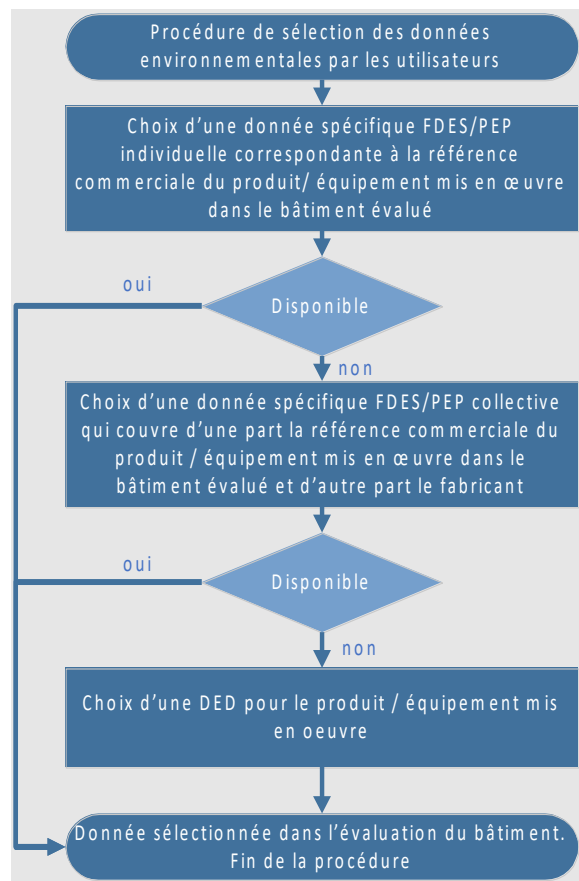 Procédure de sélection des données
environnementales par les utilisateurs
Choix d'une donnée spécifique FDES/PEP
individuelle correspondante à la référence
commerciale du produit/ équipement mis en œuvre
dans le bâtiment évalué
oui
Disponible
non
Choix d'une donnée spécifique FDES/PEP collective
qui couvre d'une part la référence commerciale du
produit / équipement mis en œuvre dans le
bâtiment évalué et d'autre part le fabricant
oui
Disponible
non
Choix d'une DED pour le produit / équipement mis
en oeuvre
Donnée sélectionnée dans l'évaluation du bâtiment.
Fin de la procédure